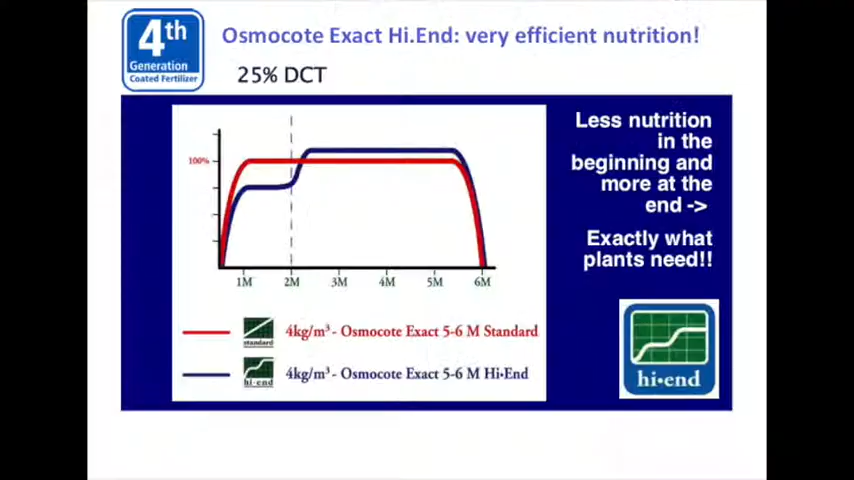 4th
Generation
Coated Fertilizer
Osmocote Exact Hi.End: very efficient nutrition!
25% DCT
100%
1M 2M 3M 4M 5M 6M
standard
4kg/m³ - Osmocote Exact 5-6 M Standard
hi•end
4kg/m³ - Osmocote Exact 5-6 M Hi•End
Less nutrition
in the
beginning and
more at the
end ->
Exactly what
plants need!!
hi•end